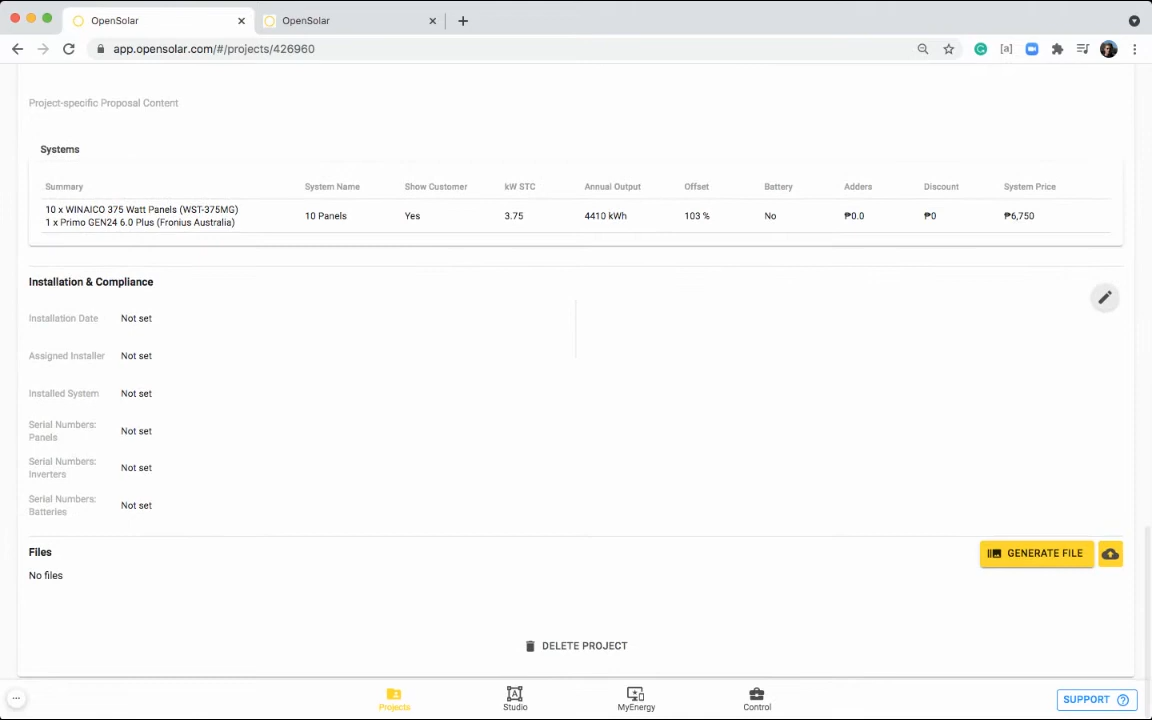 OpenSolar
OpenSolar
app.opensolar.com/#/projects/426960
[a]
Project-specific Proposal Content
Systems
Summary System Name Show Customer kW STC Annual Output Offset Battery Adders Discount System Price
10 x WINAICO 375 Watt Panels (WST-375MG)
1 x Primo GEN24 6.0 Plus (Fronius Australia)
10 Panels Yes 3.75 4410 kWh 103 % No ₱0.0 ₱0 ₱6,750
Installation & Compliance
Installation Date Not set
Assigned Installer Not set
Installed System Not set
Serial Numbers:
Panels
Not set
Serial Numbers:
Inverters
Not set
Serial Numbers:
Batteries
Not set
Files
GENERATE FILE
No files
DELETE PROJECT
Projects
Studio
MyEnergy
Control
SUPPORT